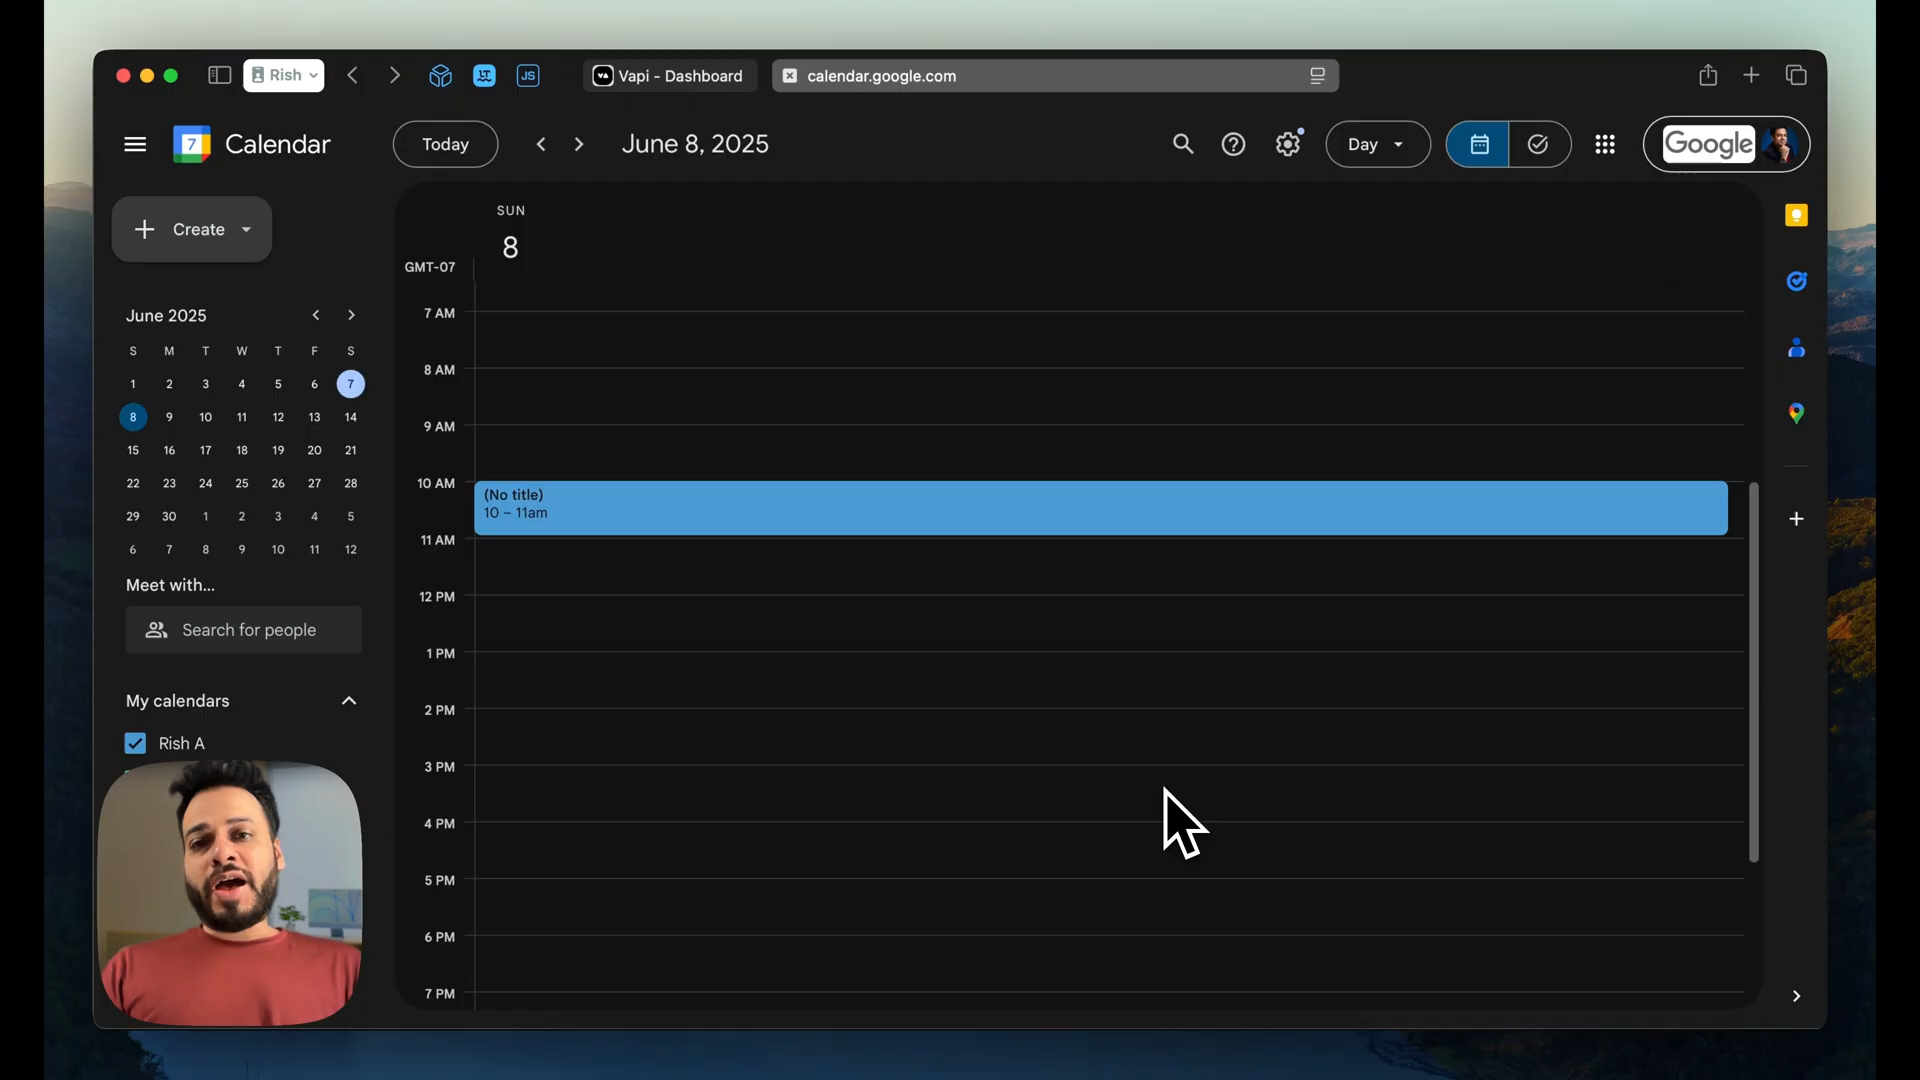 Rish
JS
Vapi - Dashboard
calendar.google.com
7
Calendar
Today
June 8, 2025
Day
Google
Create
SUN
8
GMT-07
June 2025
S M T W T F S
1 2 3 4 5 6 7
8 9 10 11 12 13 14
15 16 17 18 19 20 21
22 23 24 25 26 27 28
29 30 1 2 3 4 5
6 7 8 9 10 11 12
Meet with...
Search for people
My calendars
Rish A
7 AM
8 AM
9 AM
10 AM
(No title)
10 – 11am
11 AM
12 PM
1 PM
2 PM
3 PM
4 PM
5 PM
6 PM
7 PM